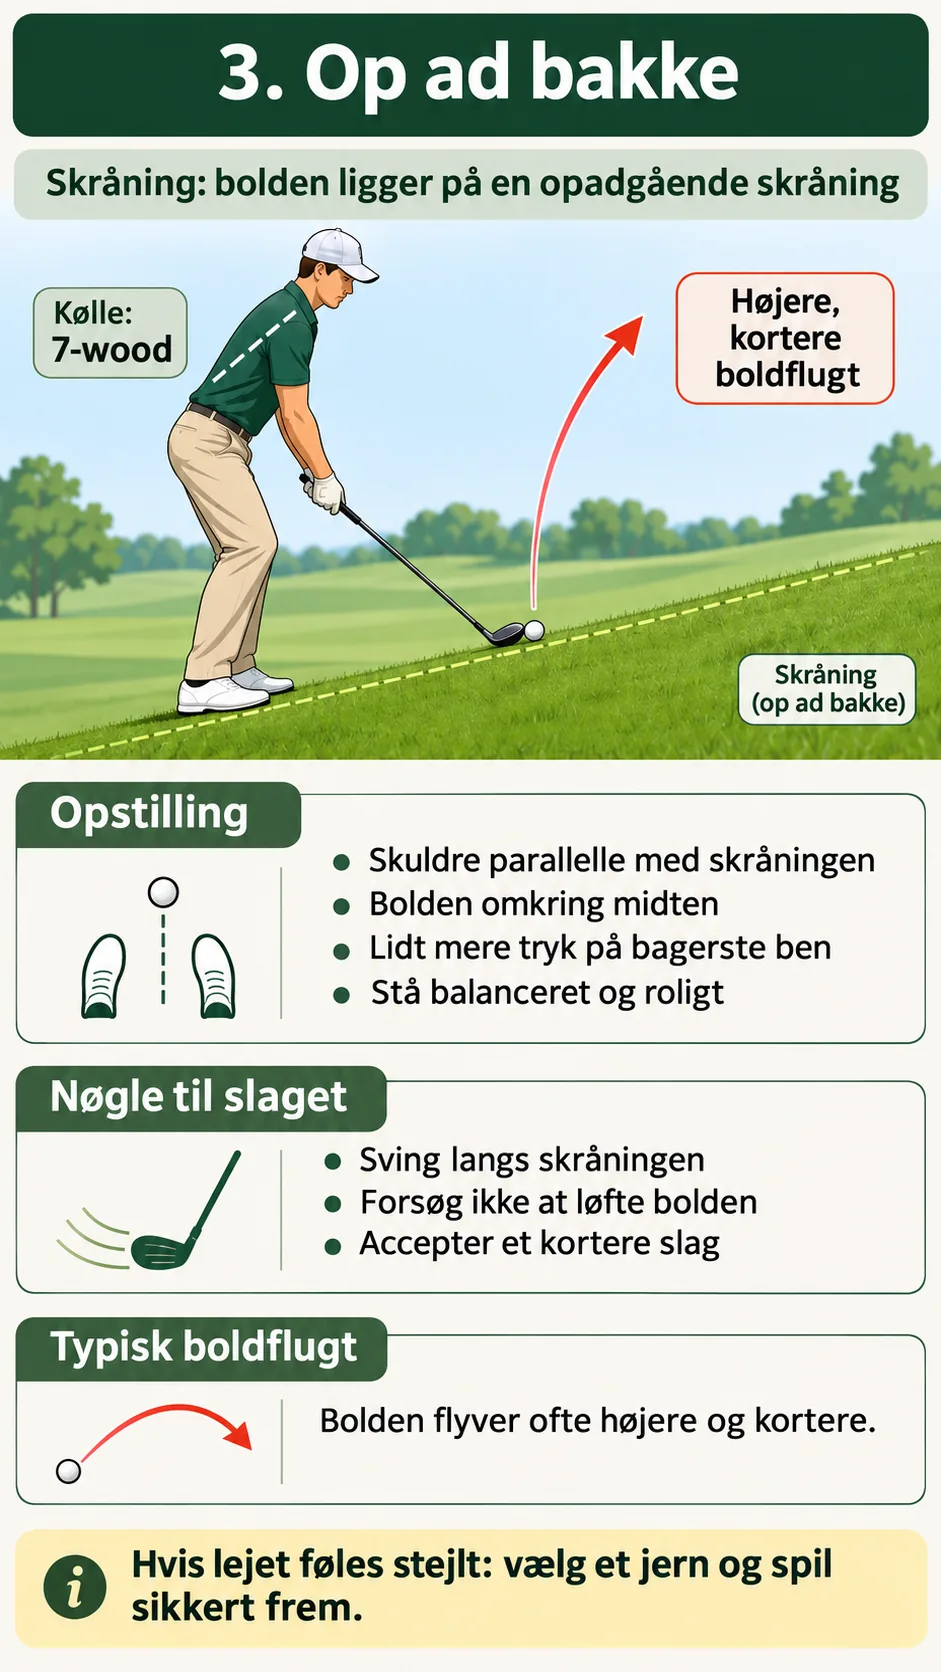 3. Op ad bakke
Skråning: bolden ligger på en opadgående skråning
Kølle:
7-wood
Højere,
kortere
boldflugt
Skråning
(op ad bakke)
Opstilling
Skuldre parallelle med skråningen
Bolden omkring midten
Lidt mere tryk på bagerste ben
Stå balanceret og roligt
Nøgle til slaget
Sving langs skråningen
Forsøg ikke at løfte bolden
Accepter et kortere slag
Typisk boldflugt
Bolden flyver ofte højere og kortere.
i
Hvis lejet føles stejlt: vælg et jern og spil
sikkert frem.